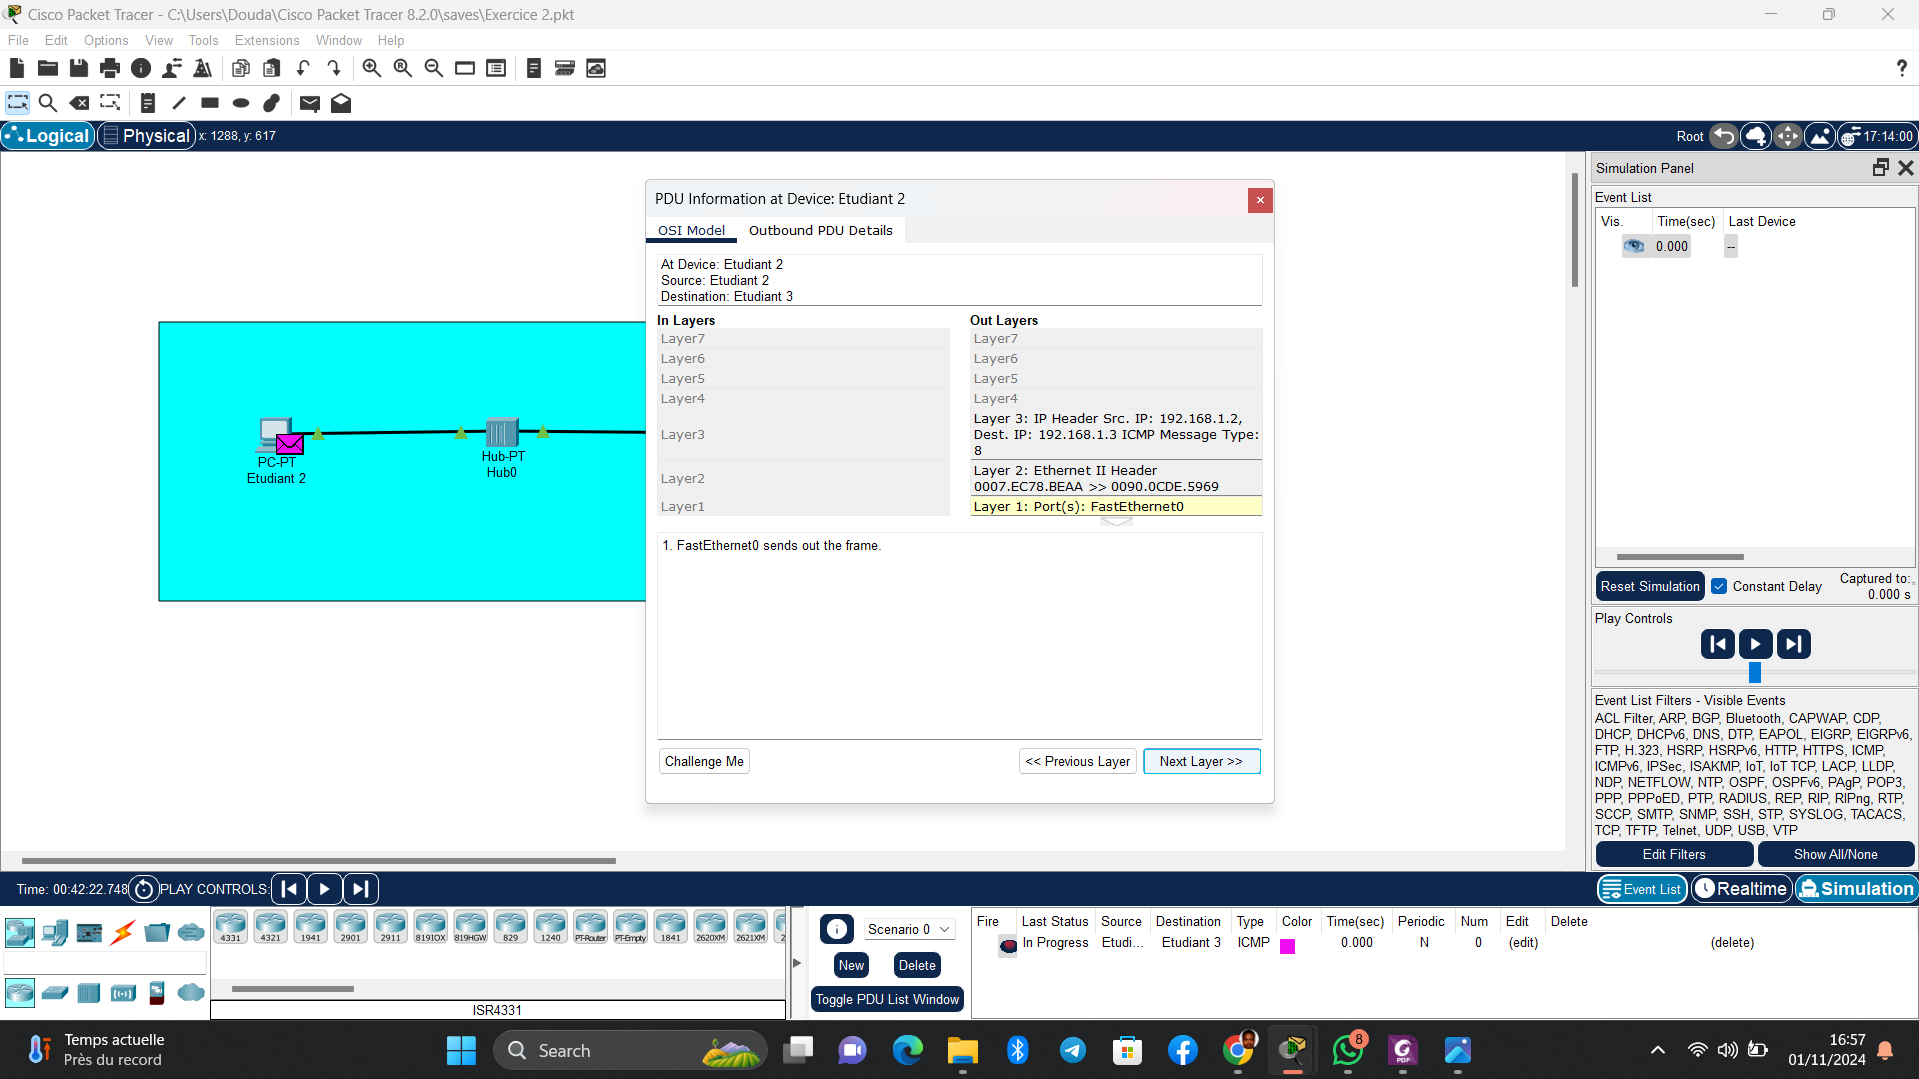 Cisco Packet Tracer - C:\Users\Douda\Cisco Packet Tracer 8.2.0\saves\Exercice 2.pkt
File Edit Options View Tools Extensions Window Help
?
Logical Physical x: 1288, y: 617
Root 17:14:00
PDU Information at Device: Etudiant 2
OSI Model Outbound PDU Details
At Device: Etudiant 2
Source: Etudiant 2
Destination: Etudiant 3
In Layers
Layer7
Layer6
Layer5
Layer4
Layer3
Layer2
Layer1
Out Layers
Layer7
Layer6
Layer5
Layer4
Layer 3: IP Header Src. IP: 192.168.1.2,
Dest. IP: 192.168.1.3 ICMP Message Type:
8
Layer 2: Ethernet II Header
0007.EC78.BEAA >> 0090.0CDE.5969
Layer 1: Port(s): FastEthernet0
1. FastEthernet0 sends out the frame.
Challenge Me << Previous Layer Next Layer >>
PC-PT
Etudiant 2
Hub-PT
Hub0
Simulation Panel
Event List
Vis. Time(sec) Last Device
0.000 --
Reset Simulation Constant Delay
Captured to:
0.000 s
Play Controls
Event List Filters - Visible Events
ACL Filter, ARP, BGP, Bluetooth, CAPWAP, CDP,
DHCP, DHCPv6, DNS, DTP, EAPOL, EIGRP, EIGRPv6,
FTP, H.323, HSRP, HSRPv6, HTTP, HTTPS, ICMP,
ICMPv6, IPSec, ISAKMP, IoT, IoT TCP, LACP, LLDP,
NDP, NETFLOW, NTP, OSPF, OSPFv6, PAgP, POP3,
PPP, PPPoED, PTP, RADIUS, REP, RIP, RIPng, RTP,
SCCP, SMTP, SNMP, SSH, STP, SYSLOG, TACACS,
TCP, TFTP, Telnet, UDP, USB, VTP
Edit Filters Show All/None
Time: 00:42:22.748 PLAY CONTROLS:
Event List Realtime Simulation
4331 4321 1941 2901 2911 819IOX 819HGW 829 1240 PT-Router PT-Empty 1841 2620XM 2621XM 2
ISR4331
Scenario 0
New Delete
Toggle PDU List Window
Fire Last Status Source Destination Type Color Time(sec) Periodic Num Edit Delete
In Progress Etudi... Etudiant 3 ICMP 0.000 N 0 (edit) (delete)
Temps actuelle
Près du record
Search
8
PDF
16:57
01/11/2024